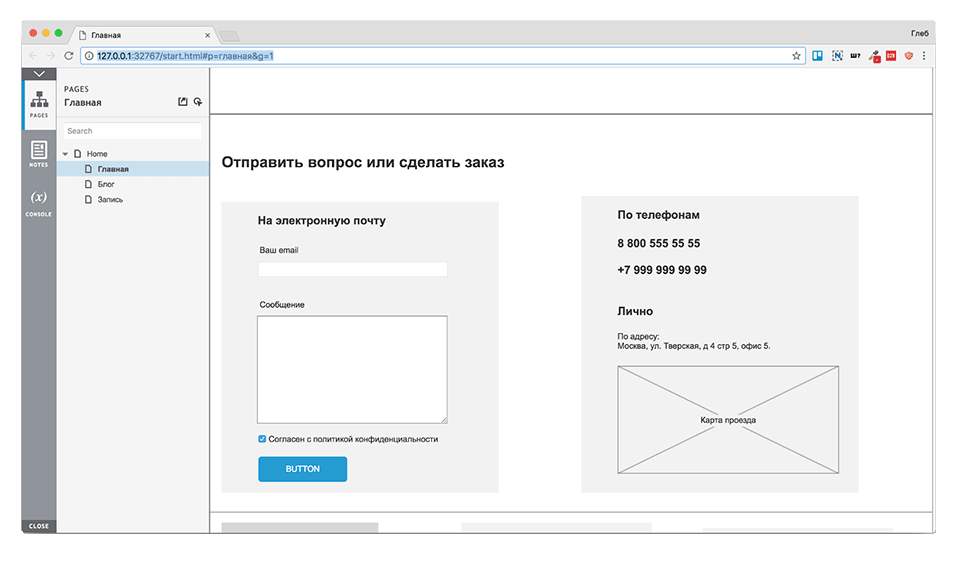 Главная
Глеб
127.0.0.1:32767/start.html#p=главная&g=1
Ш?
PAGES
PAGES
Главная
Search
Home
Главная
Блог
Запись
NOTES
(x)
CONSOLE
CLOSE
Отправить вопрос или сделать заказ
На электронную почту
Ваш email
Сообщение
Согласен с политикой конфиденциальности
BUTTON
По телефонам
8 800 555 55 55
+7 999 999 99 99
Лично
По адресу:
Москва, ул. Тверская, д 4 стр 5, офис 5.
Карта проезда